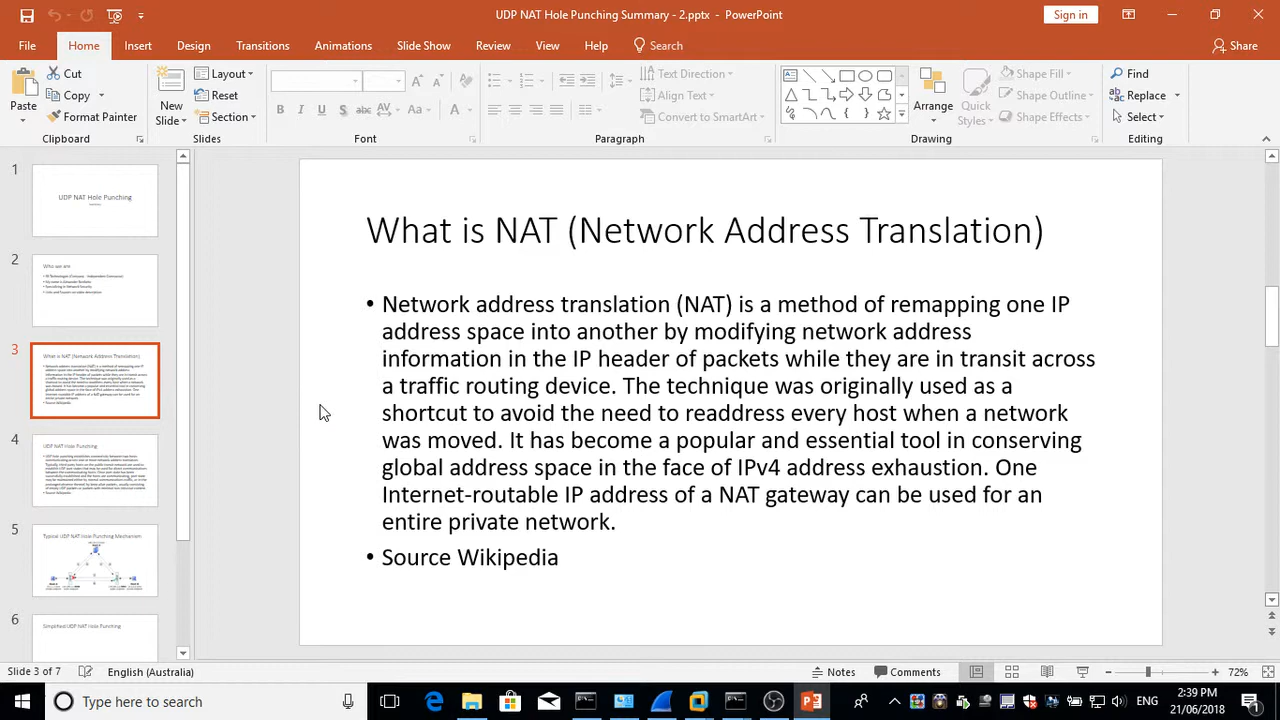 UDP NAT Hole Punching Summary - 2.pptx - PowerPoint
Sign in
File Home Insert Design Transitions Animations Slide Show Review View Help Search Share
Paste
Cut
Copy
Format Painter
Clipboard
New Slide
Layout
Reset
Section
Slides
B I U S abc AV Aa A
Font
Text Direction
Align Text
Convert to SmartArt
Paragraph
Arrange
Quick Styles
Shape Fill
Shape Outline
Shape Effects
Drawing
Find
Replace
Select
Editing
1
UDP NAT Hole Punching
2
Who we are
3
What is NAT (Network Address Translation)
4
UDP NAT Hole Punching
5
Typical UDP NAT Hole Punching Mechanism
6
Simplified UDP NAT Hole Punching
What is NAT (Network Address Translation)
• Network address translation (NAT) is a method of remapping one IP
address space into another by modifying network address
information in the IP header of packets while they are in transit across
a traffic routing device. The technique was originally used as a
shortcut to avoid the need to readdress every host when a network
was moved. It has become a popular and essential tool in conserving
global address space in the face of IPV4 address exhaustion. One
Internet-routable IP address of a NAT gateway can be used for an
entire private network.
• Source Wikipedia
Slide 3 of 7 English (Australia) Notes Comments 72%
Type here to search
ENG
2:39 PM
21/06/2018
1